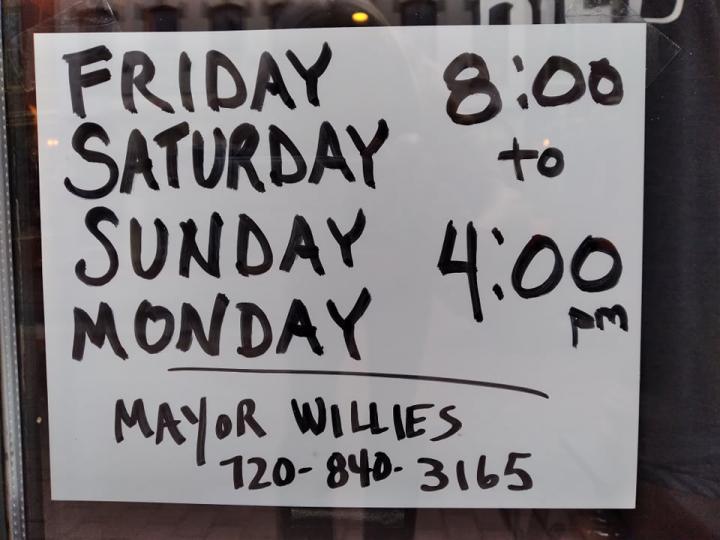 FRIDAY 8:00
SATURDAY to
SUNDAY 4:00
pm
MONDAY
MAYOR WILLIES
720-840-3165